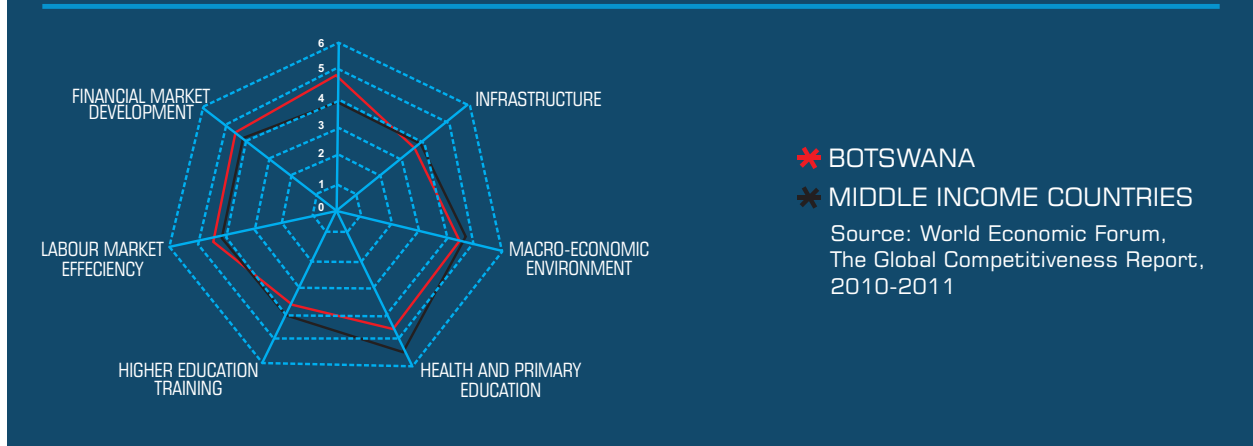 6
5
4
3
2
1
0
FINANCIAL MARKET
DEVELOPMENT
INFRASTRUCTURE
LABOUR MARKET
EFFECIENCY
MACRO-ECONOMIC
ENVIRONMENT
HIGHER EDUCATION
TRAINING
HEALTH AND PRIMARY
EDUCATION
BOTSWANA
MIDDLE INCOME COUNTRIES
Source: World Economic Forum,
The Global Competitiveness Report,
2010-2011